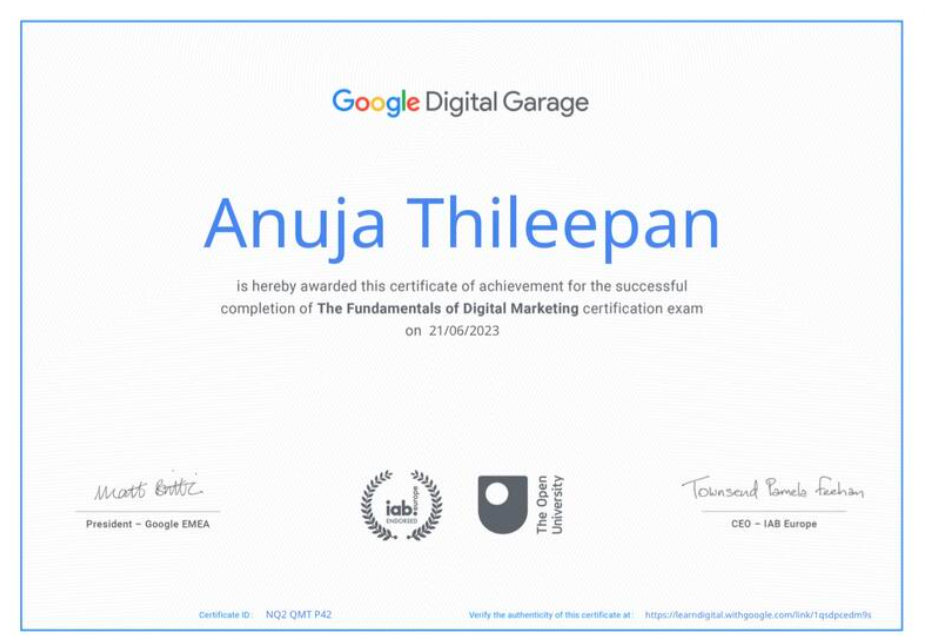 Google Digital Garage
Anuja Thileepan
is hereby awarded this certificate of achievement for the successful
completion of The Fundamentals of Digital Marketing certification exam
on 21/06/2023
Matt Brittin
President – Google EMEA
iab europe
ENDORSED
The Open
University
Townsend Pamela Feehan
CEO – IAB Europe
Certificate ID: NQ2 QMT P42
Verify the authenticity of this certificate at: https://learndigital.withgoogle.com/link/1qsdpcedm9s